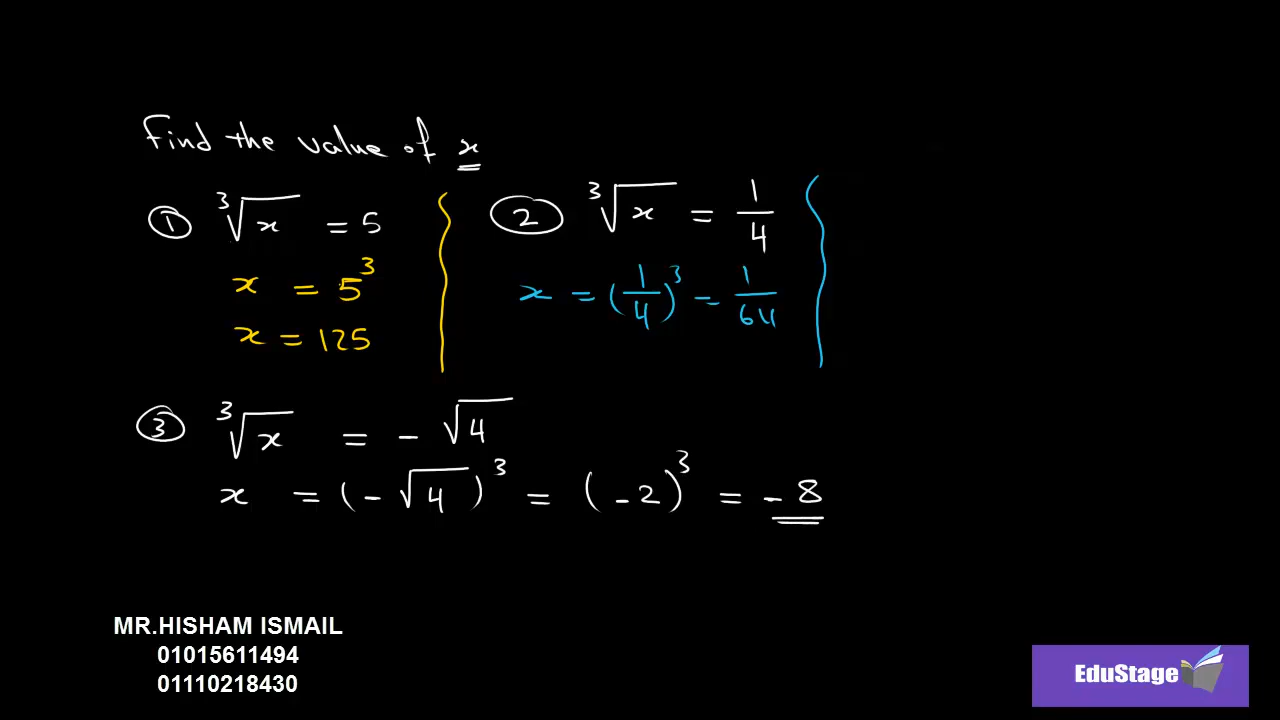 Find the value of x
① ∛x = 5
x = 5³
x = 125
② ∛x = 1/4
x = (1/4)³ = 1/64
③ ∛x = - √4
x = (- √4)³ = (-2)³ = -8
MR.HISHAM ISMAIL
01015611494
01110218430
EduStage